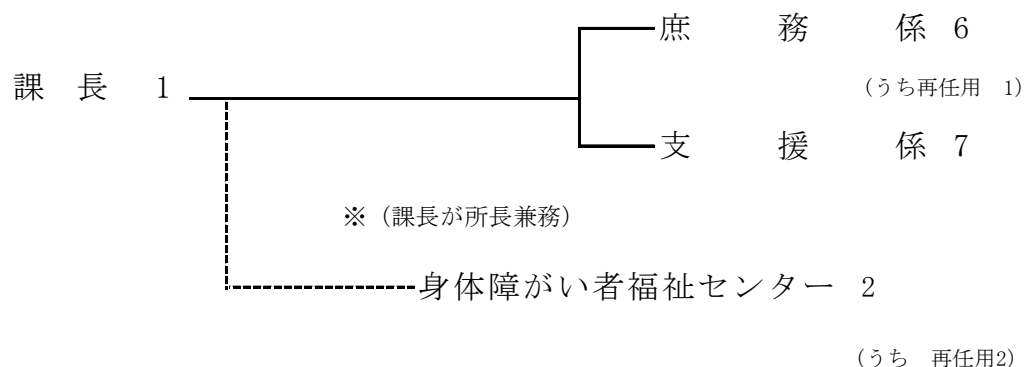 庶務係 6
課長 1
(うち再任用 1)
支援係 7
※(課長が所長兼務)
身体障がい者福祉センター 2
(うち 再任用2)